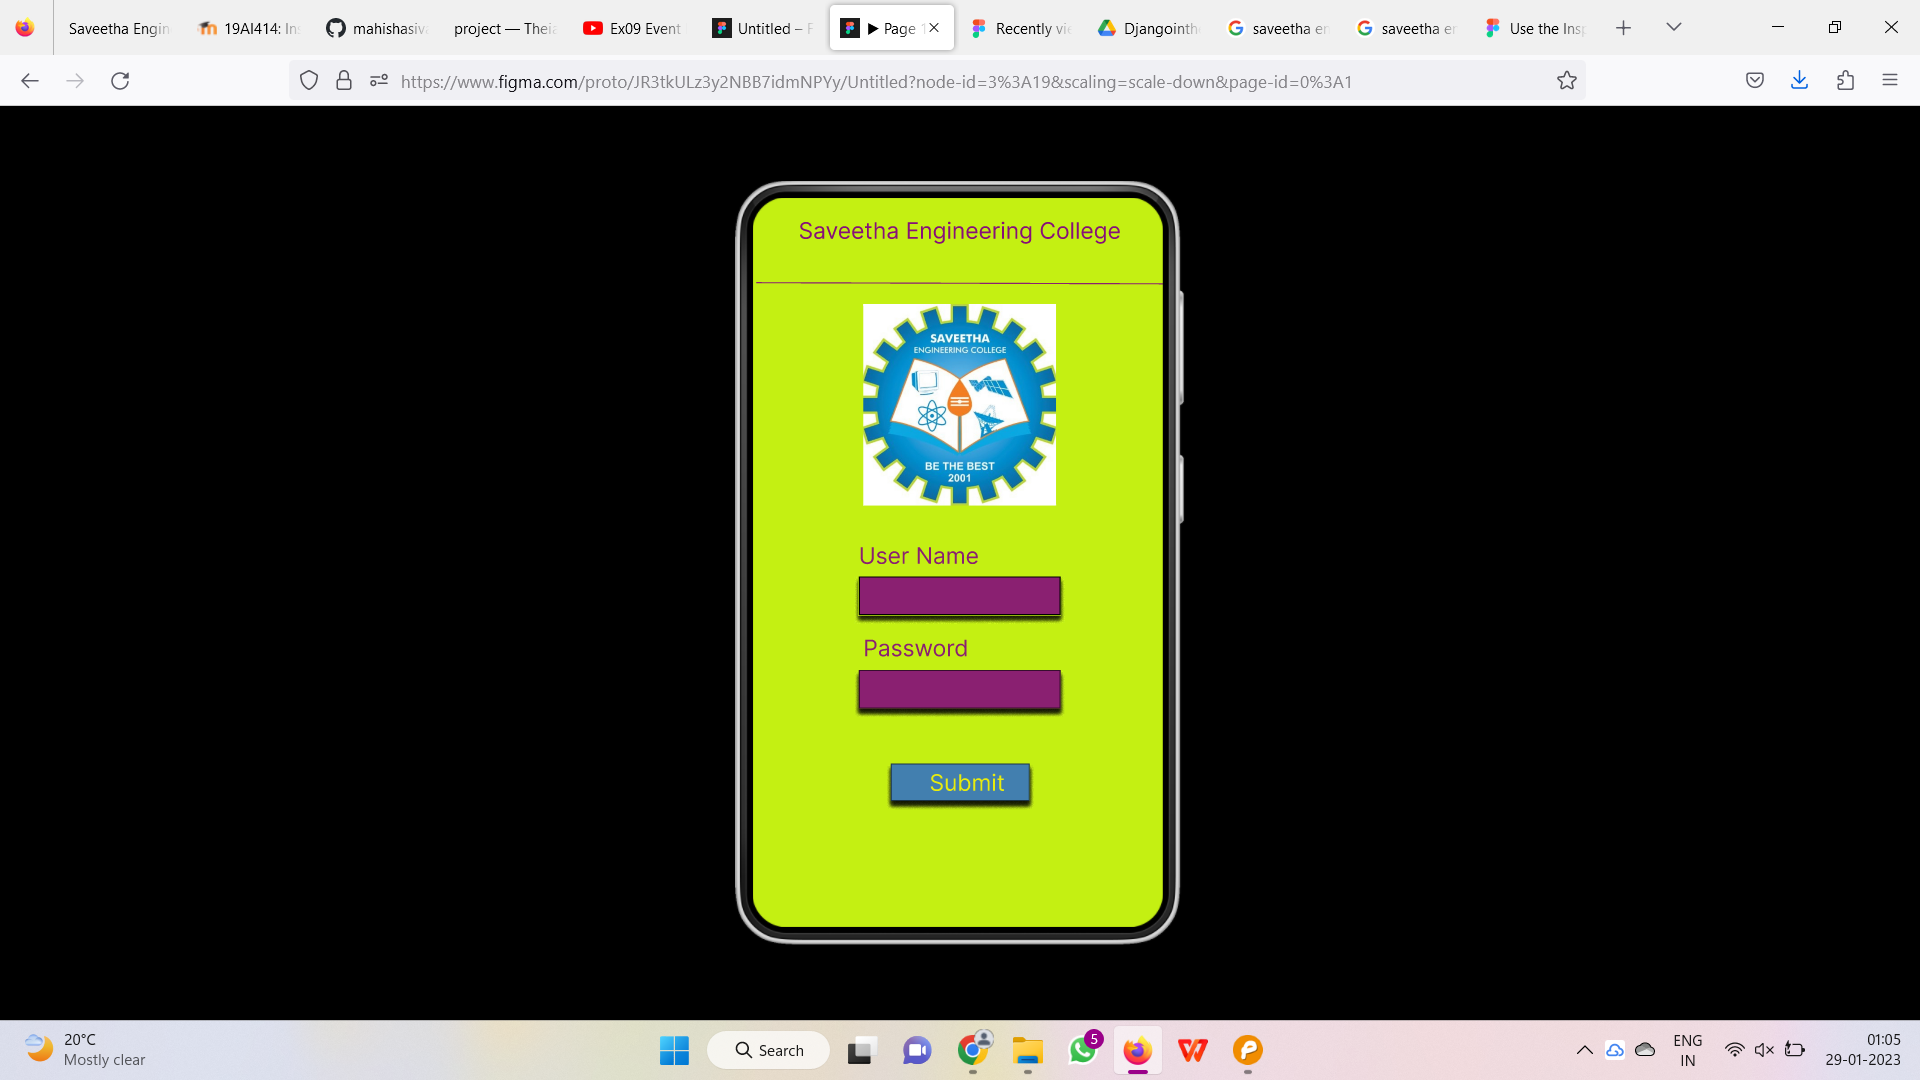 Saveetha Engin
19AI414: In
mahishasiv
project — Thei
Ex09 Event
Untitled – F
▶ Page 1
Recently vi
Djangointh
saveetha en
saveetha en
Use the Insp
https://www.figma.com/proto/JR3tkULz3y2NBB7idmNPYy/Untitled?node-id=3%3A19&scaling=scale-down&page-id=0%3A1
Saveetha Engineering College
SAVEETHA
ENGINEERING COLLEGE
BE THE BEST
2001
User Name
Password
Submit
20°C
Mostly clear
Search
5
ENG
IN
01:05
29-01-2023